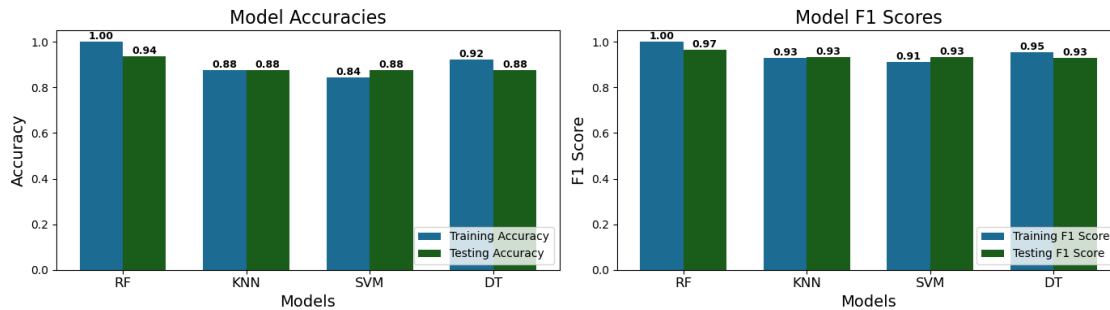 Model Accuracies
1.00
0.94
0.88
0.88
0.84
0.88
0.92
0.88
1.0
0.8
0.6
0.4
0.2
0.0
Accuracy
Training Accuracy
Testing Accuracy
RF
KNN
SVM
DT
Models
Model F1 Scores
1.00
0.97
0.93
0.93
0.91
0.93
0.95
0.93
1.0
0.8
0.6
0.4
0.2
0.0
F1 Score
Training F1 Score
Testing F1 Score
RF
KNN
SVM
DT
Models